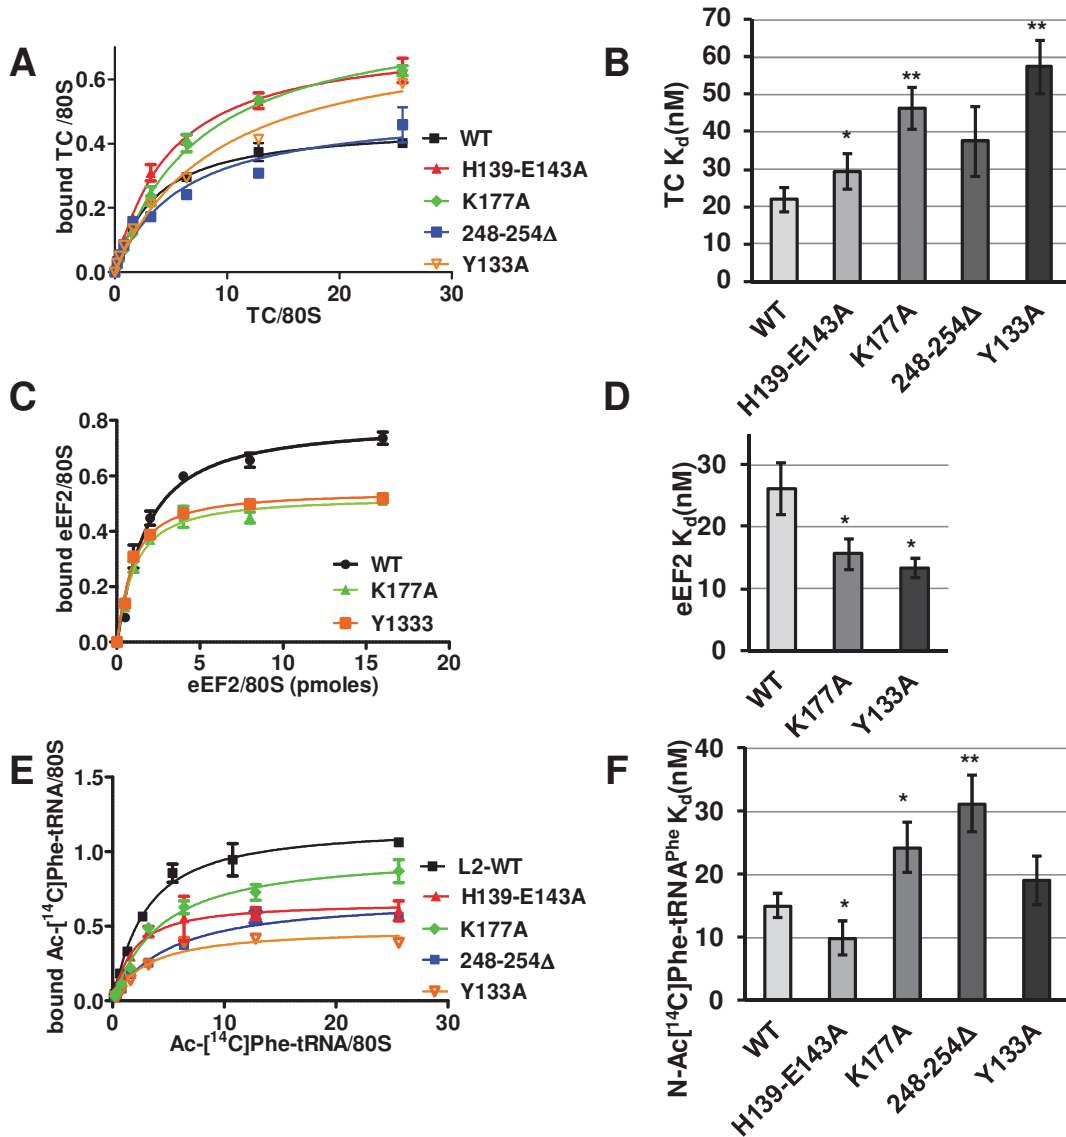 A
bound TC /80S
0.6
0.4
0.2
0.0
0
10
20
30
TC/80S
WT
H139-E143A
K177A
248-254Δ
Y133A
B
TC Kd(nM)
70
60
50
40
30
20
10
0
*
**
**
WT
H139-E143A
K177A
248-254Δ
Y133A
C
bound eEF2/80S
0.8
0.6
0.4
0.2
0.0
0
5
10
15
20
eEF2/80S (pmoles)
WT
K177A
Y1333
D
eEF2 Kd(nM)
30
20
10
0
*
*
WT
K177A
Y133A
E
bound Ac-[14C]Phe-tRNA/80S
1.5
1.0
0.5
0.0
0
10
20
30
Ac-[14C]Phe-tRNA/80S
L2-WT
H139-E143A
K177A
248-254Δ
Y133A
F
N-Ac[14C]Phe-tRNAPhe Kd(nM)
40
30
20
10
0
*
*
**
WT
H139-E143A
K177A
248-254Δ
Y133A